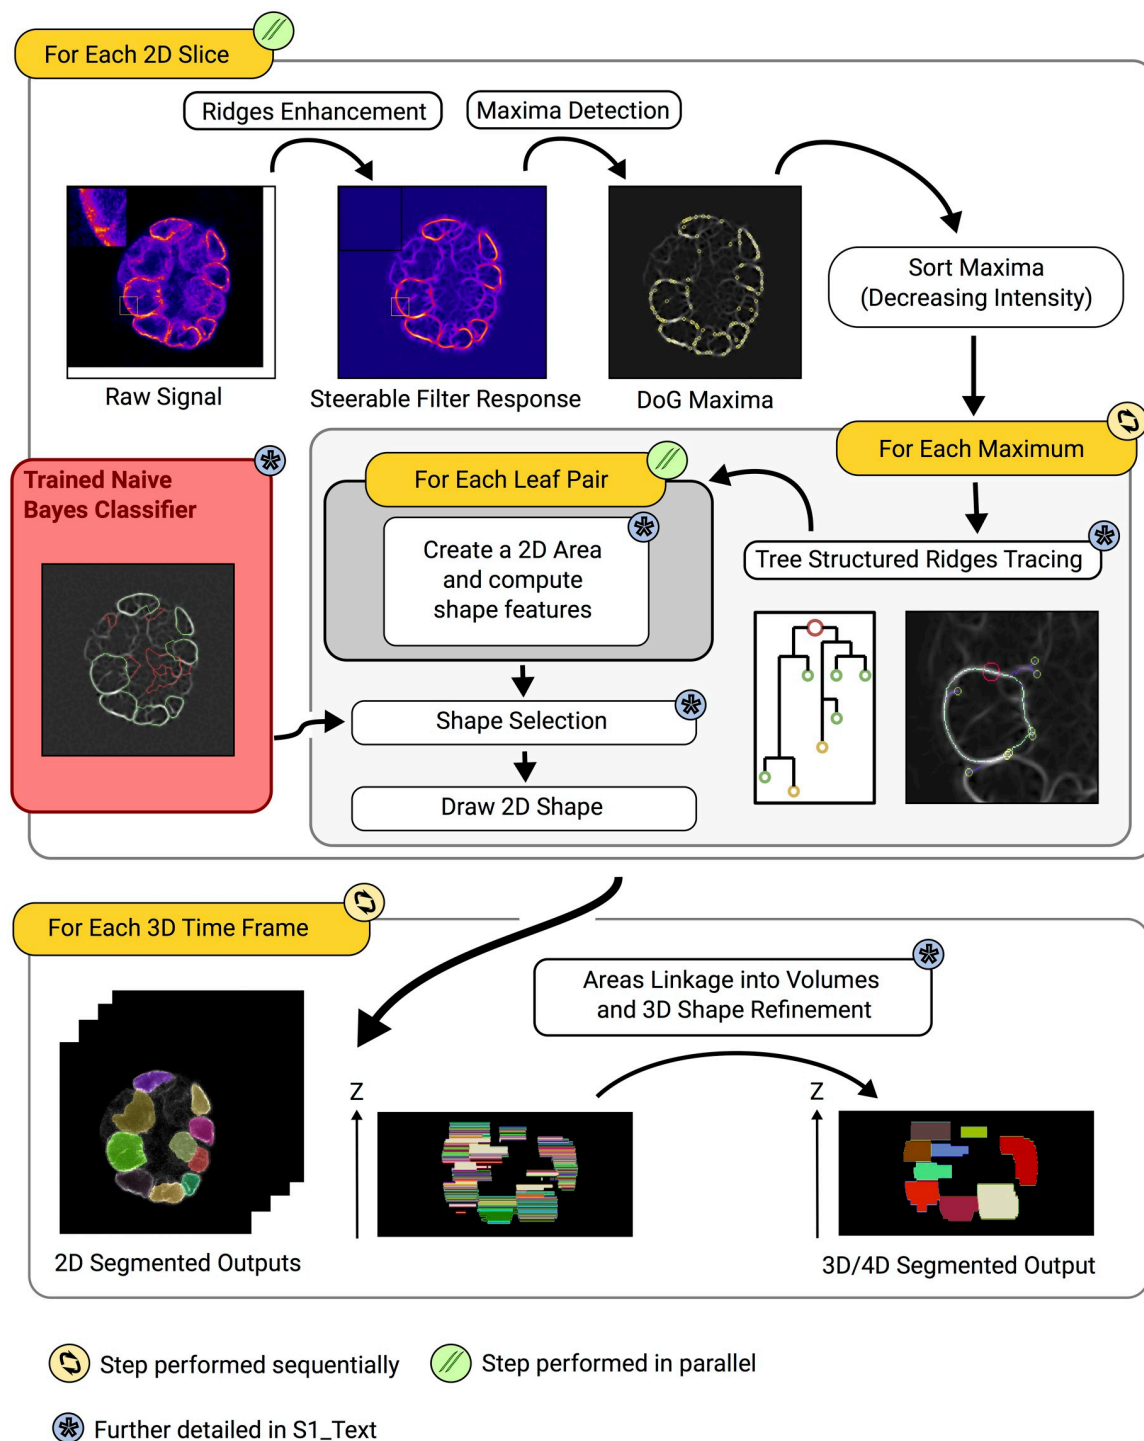 For Each 2D Slice
Ridges Enhancement
Maxima Detection
Raw Signal
Steerable Filter Response
DoG Maxima
Sort Maxima
(Decreasing Intensity)
For Each Maximum
Trained Naive
Bayes Classifier
For Each Leaf Pair
Create a 2D Area
and compute
shape features
Tree Structured Ridges Tracing
Shape Selection
Draw 2D Shape
For Each 3D Time Frame
Areas Linkage into Volumes
and 3D Shape Refinement
Z
Z
2D Segmented Outputs
3D/4D Segmented Output
Step performed sequentially
Step performed in parallel
Further detailed in S1_Text